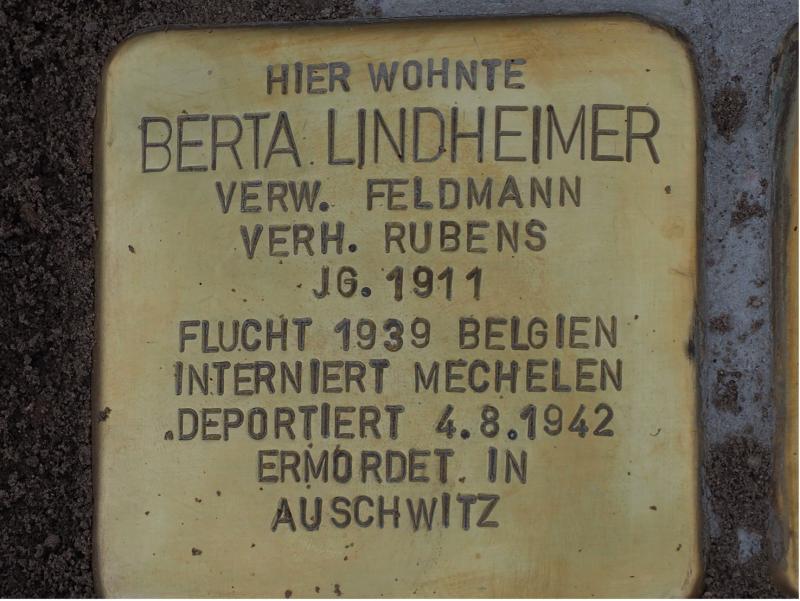 HIER WOHNTE
BERTA LINDHEIMER
VERW. FELDMANN
VERH. RUBENS
JG. 1911
FLUCHT 1939 BELGIEN
INTERNIERT MECHELEN
DEPORTIERT 4.8.1942
ERMORDET IN
AUSCHWITZ